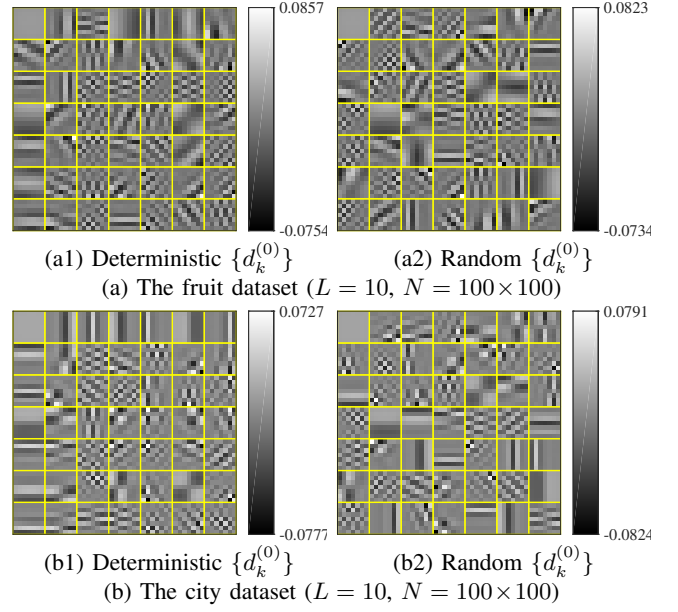 0.0857
-0.0754
0.0823
-0.0734
(a1) Deterministic {d_k^{(0)}}
(a2) Random {d_k^{(0)}}
(a) The fruit dataset (L = 10, N = 100×100)
0.0727
-0.0777
0.0791
-0.0824
(b1) Deterministic {d_k^{(0)}}
(b2) Random {d_k^{(0)}}
(b) The city dataset (L = 10, N = 100×100)